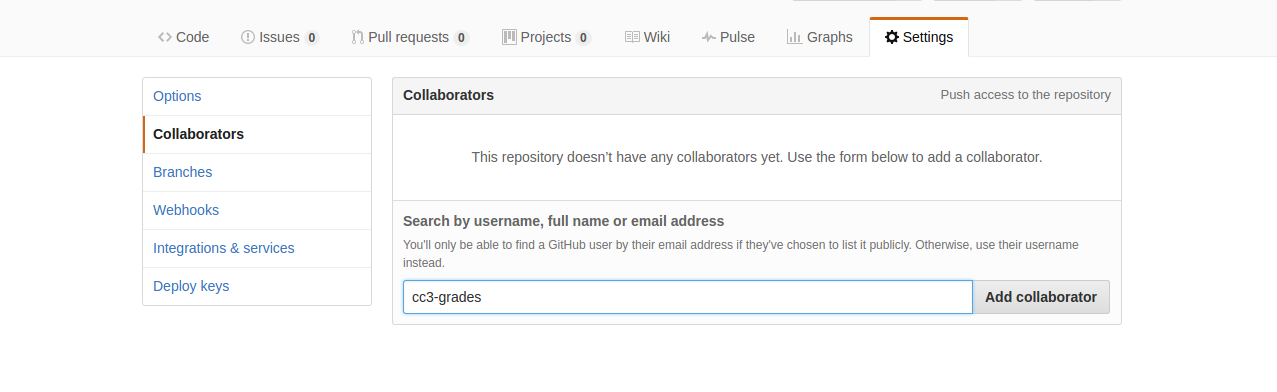 Code Issues 0 Pull requests 0 Projects 0 Wiki Pulse Graphs Settings
Options
Collaborators
Branches
Webhooks
Integrations & services
Deploy keys
Collaborators Push access to the repository
This repository doesn’t have any collaborators yet. Use the form below to add a collaborator.
Search by username, full name or email address
You'll only be able to find a GitHub user by their email address if they've chosen to list it publicly. Otherwise, use their username
instead.
cc3-grades Add collaborator